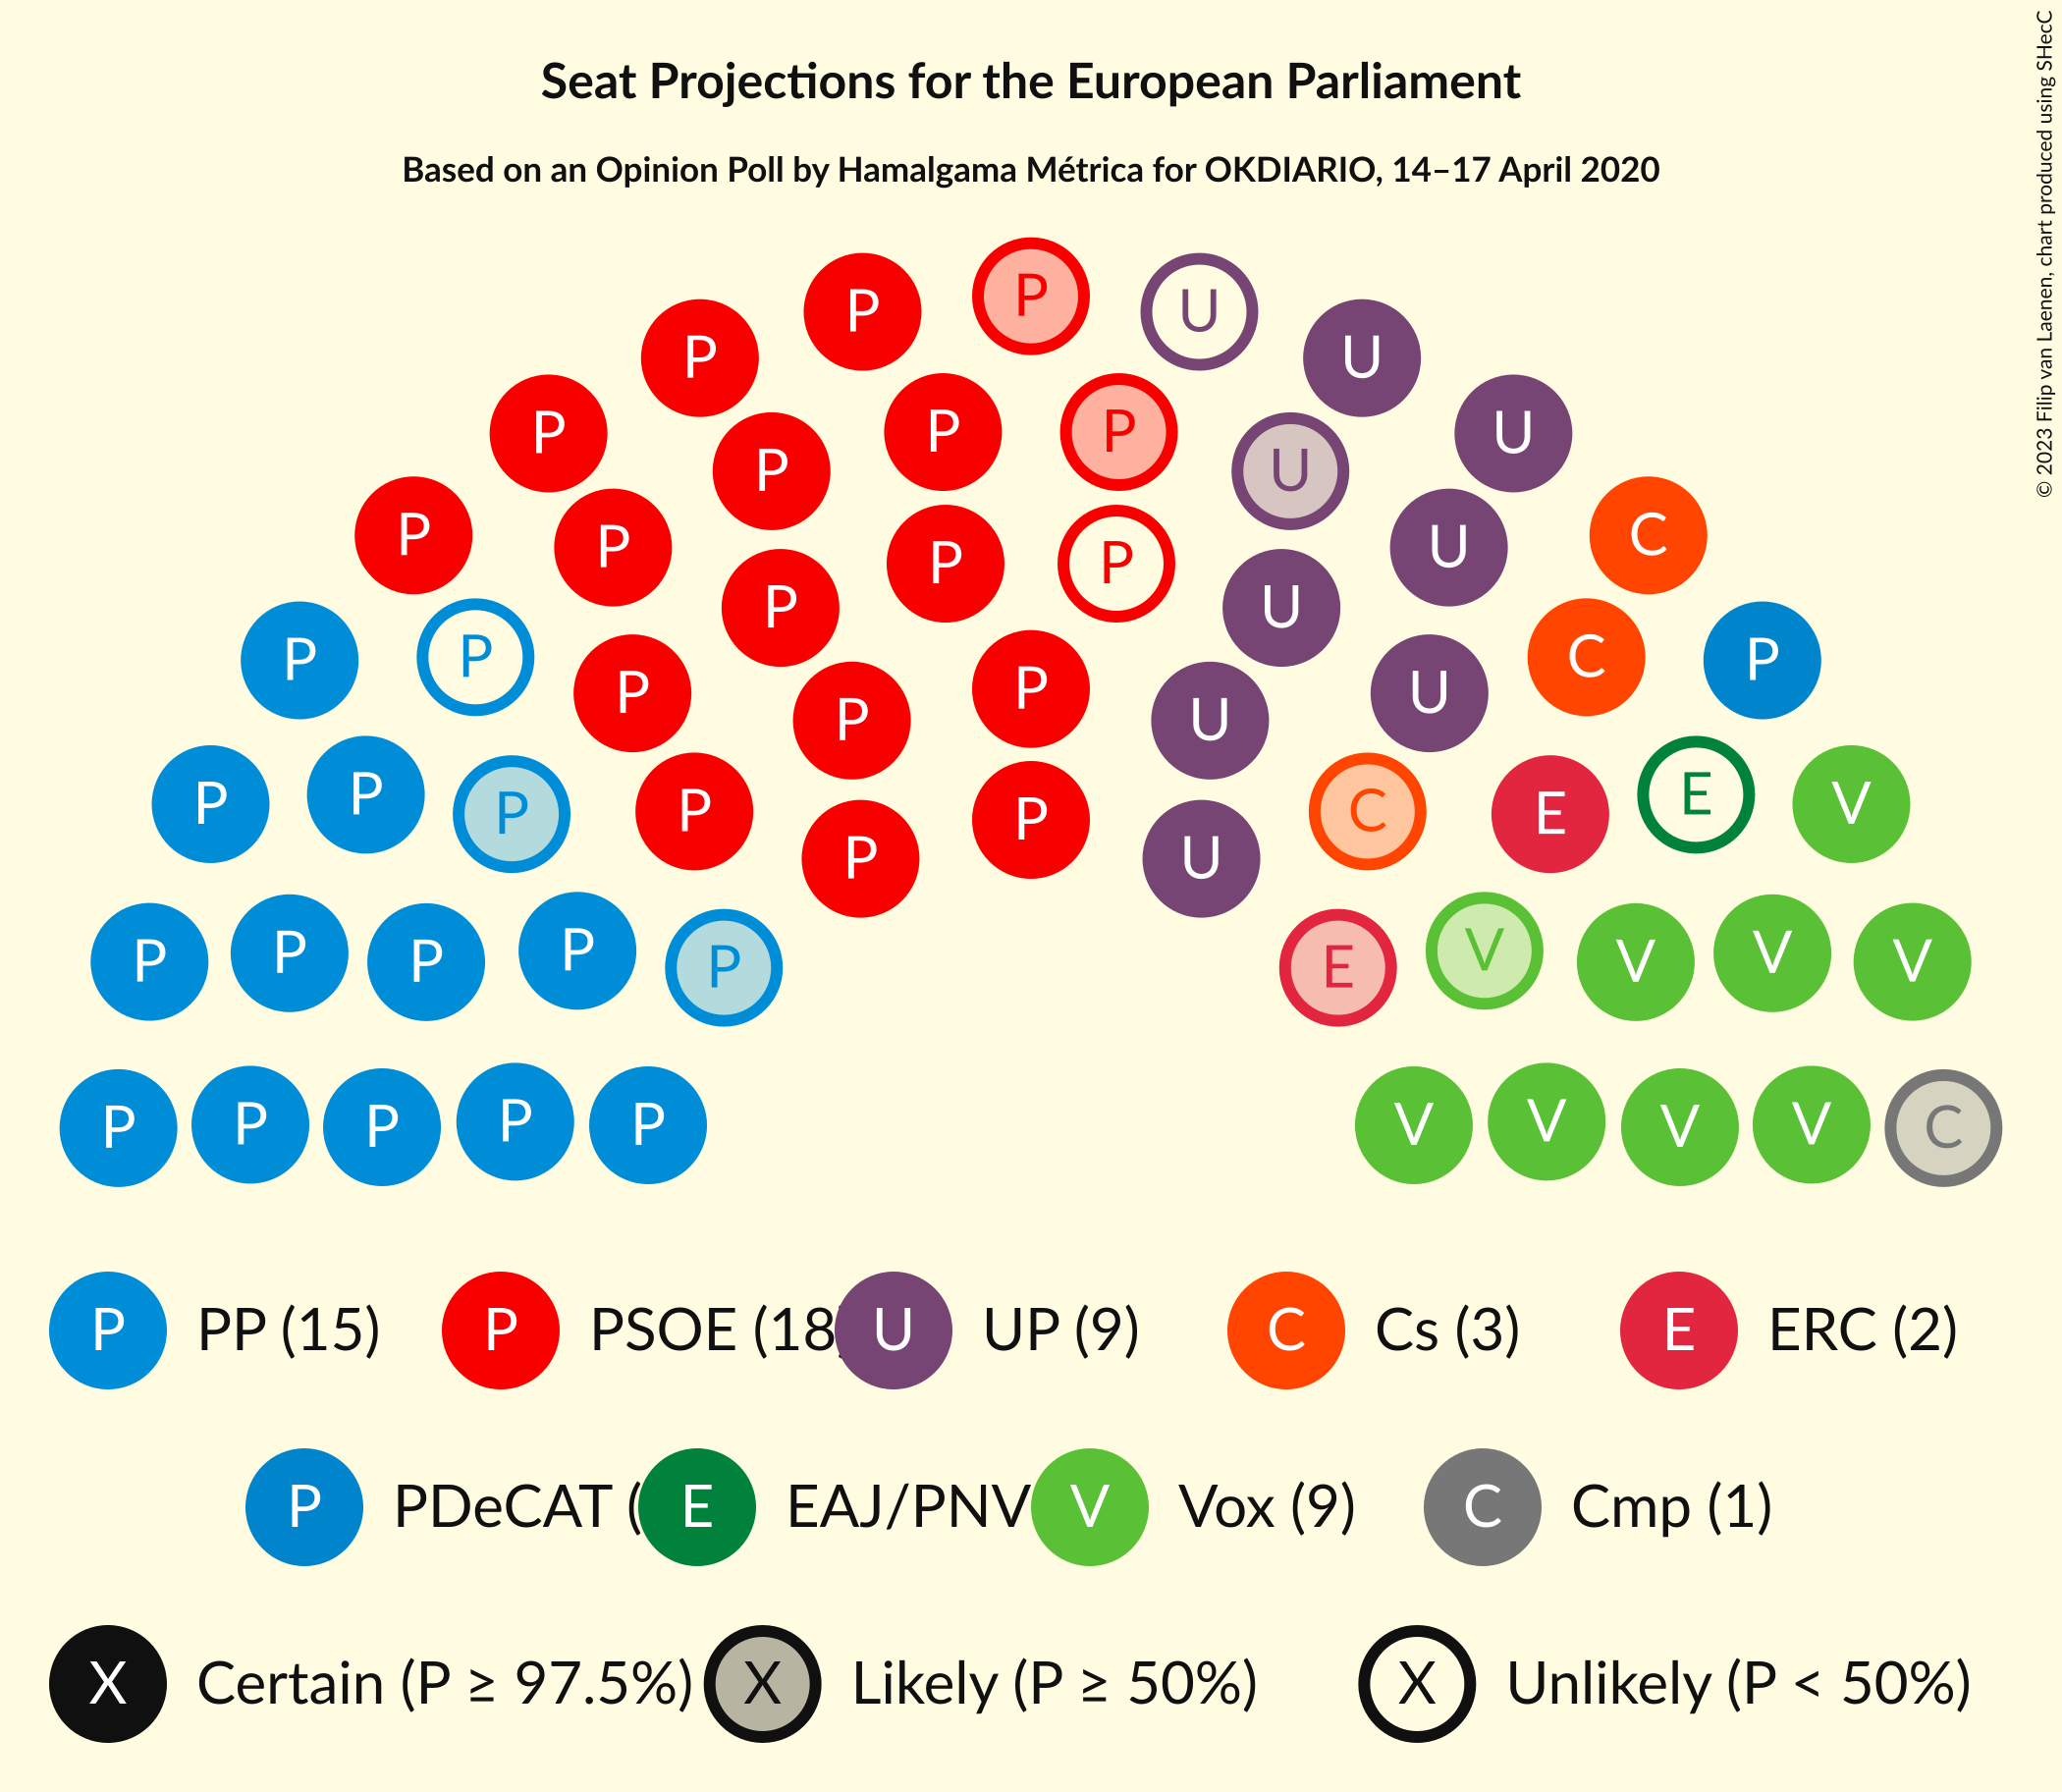 Seat Projections for the European Parliament
Based on an Opinion Poll by Hamalgama Métrica for OKDIARIO, 14–17 April 2020
© 2023 Filip van Laenen, chart produced using SHecC
P P P U U
P P P P U U
P P P U C
P P P P U C P
P P P P U U
P P P P P U C E E V
P P P P P E V V V V
P P P P P V V V V C
P PP (15) P PSOE (18 U UP (9) C Cs (3) E ERC (2)
P PDeCAT ( E EAJ/PNV V Vox (9) C Cmp (1)
X Certain (P ≥ 97.5%) X Likely (P ≥ 50%) X Unlikely (P < 50%)